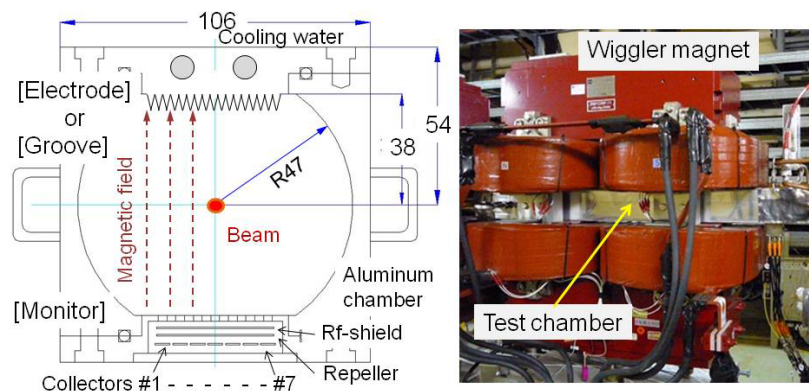 106
Cooling water
[Electrode]
or
[Groove]
54
38
R47
Magnetic field
Beam
Aluminum
chamber
[Monitor]
Rf-shield
Repeller
Collectors #1 - - - - - - #7
Wiggler magnet
Test chamber